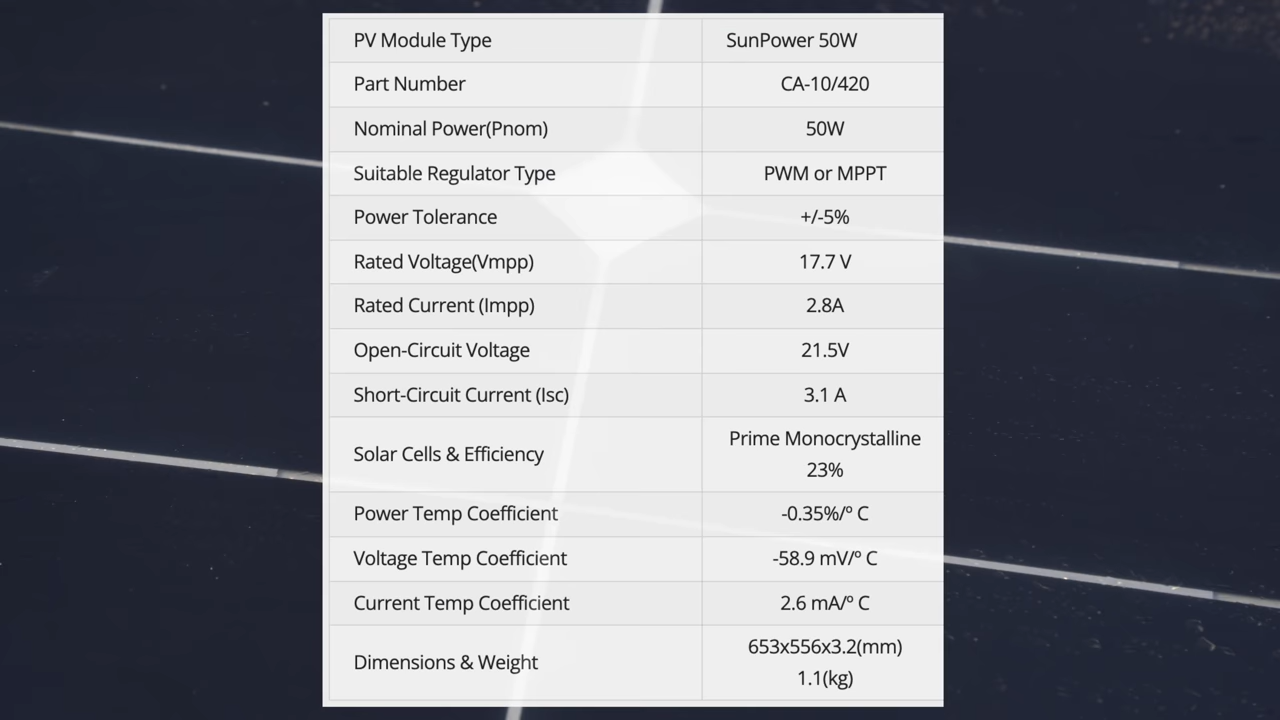 PV Module Type SunPower 50W
Part Number CA-10/420
Nominal Power(Pnom) 50W
Suitable Regulator Type PWM or MPPT
Power Tolerance +/-5%
Rated Voltage(Vmpp) 17.7 V
Rated Current (Impp) 2.8A
Open-Circuit Voltage 21.5V
Short-Circuit Current (Isc) 3.1 A
Solar Cells & Efficiency Prime Monocrystalline
23%
Power Temp Coefficient -0.35%/º C
Voltage Temp Coefficient -58.9 mV/º C
Current Temp Coefficient 2.6 mA/º C
Dimensions & Weight 653x556x3.2(mm)
1.1(kg)